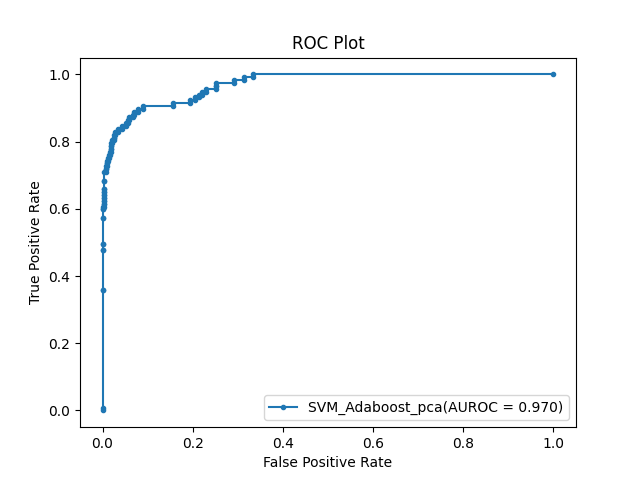 ROC Plot
True Positive Rate
1.0
0.8
0.6
0.4
0.2
0.0
SVM_Adaboost_pca(AUROC = 0.970)
0.0 0.2 0.4 0.6 0.8 1.0
False Positive Rate